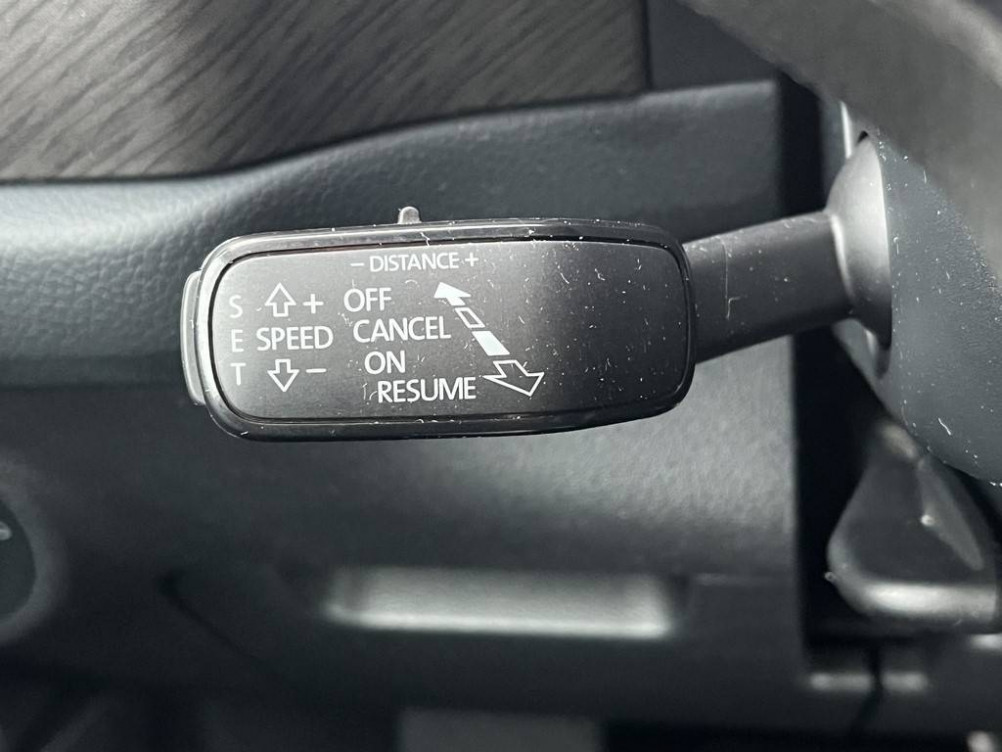 – DISTANCE +
S + OFF
E SPEED CANCEL
T – ON
RESUME